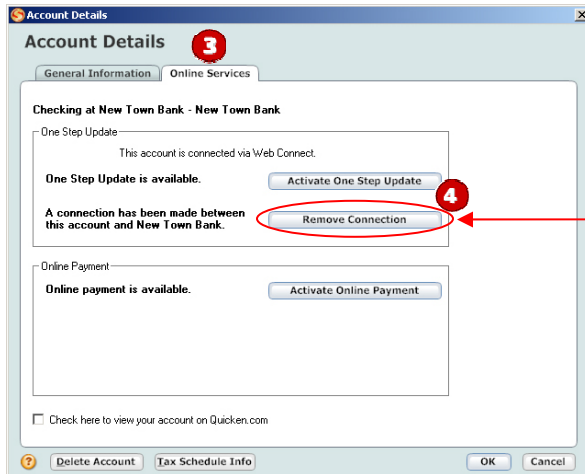 Account Details
Account Details
3
General Information Online Services
Checking at New Town Bank - New Town Bank
One Step Update
This account is connected via Web Connect.
One Step Update is available. Activate One Step Update
4
A connection has been made between
this account and New Town Bank. Remove Connection
Online Payment
Online payment is available. Activate Online Payment
Check here to view your account on Quicken.com
? Delete Account Tax Schedule Info OK Cancel